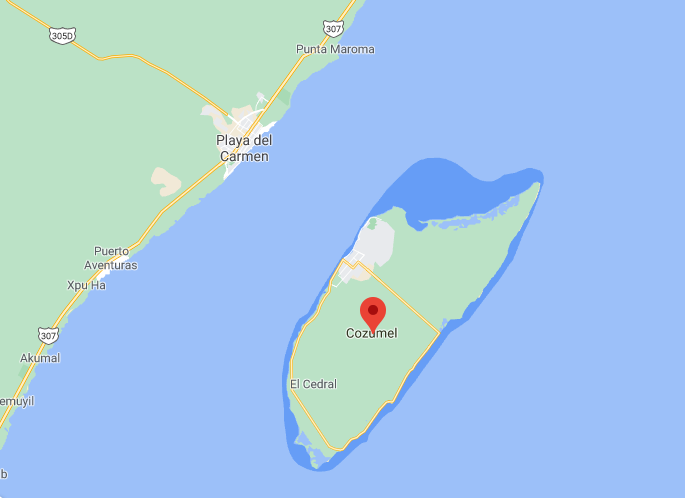 307
305D
Punta Maroma
Playa del
Carmen
Puerto
Aventuras
Xpu Ha
Cozumel
307
Akumal
El Cedral
emuyil
b